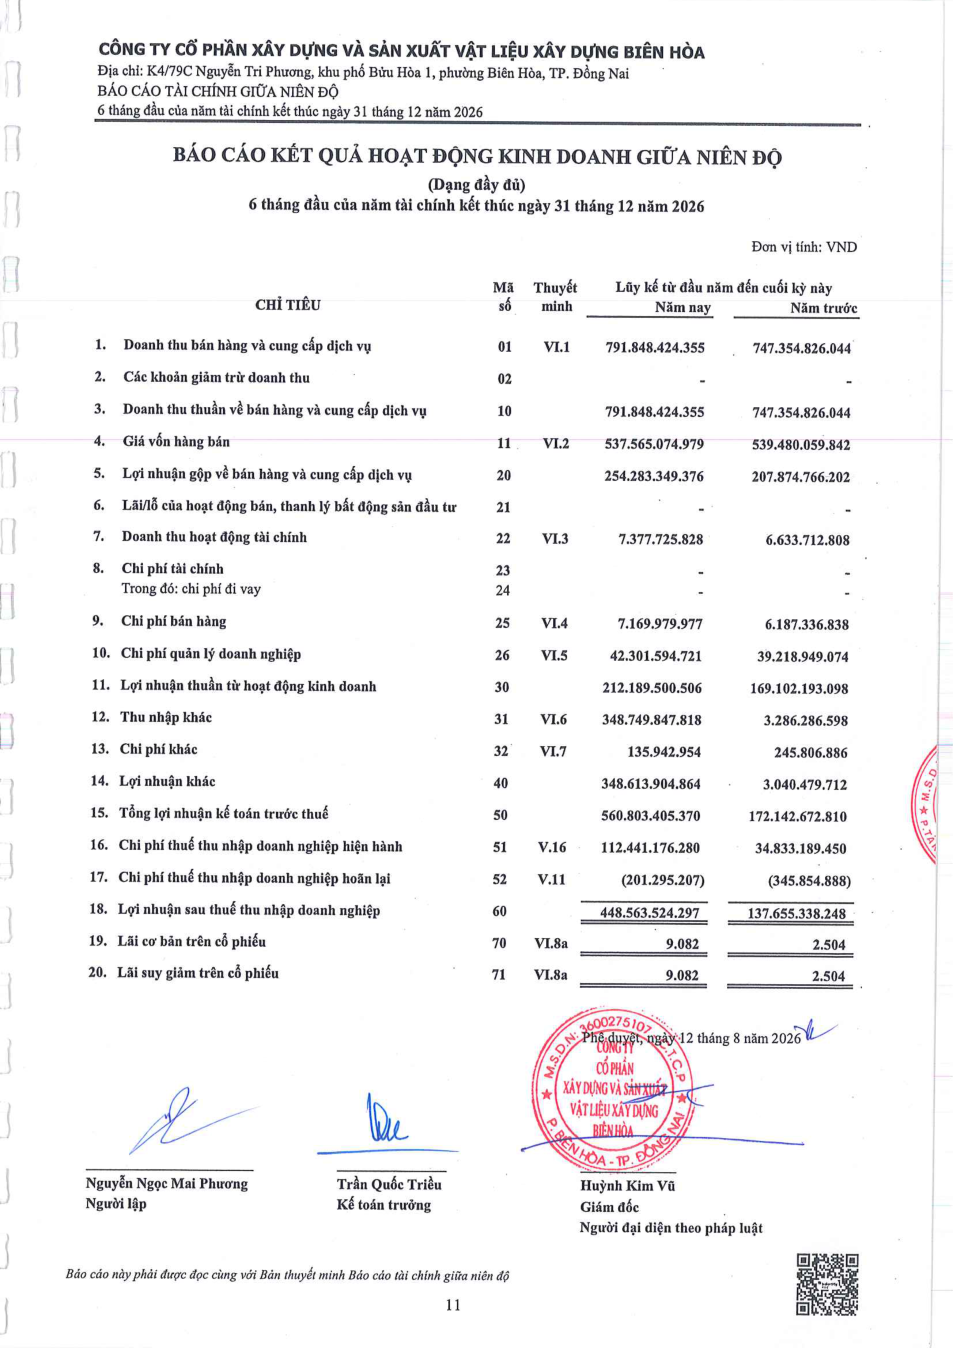 CÔNG TY CỔ PHẦN XÂY DỰNG VÀ SẢN XUẤT VẬT LIỆU XÂY DỰNG BIÊN HÒA
Địa chỉ: K4/79C Nguyễn Tri Phương, khu phố Bửu Hòa 1, phường Biên Hòa, TP. Đồng Nai
BÁO CÁO TÀI CHÍNH GIỮA NIÊN ĐỘ
6 tháng đầu của năm tài chính kết thúc ngày 31 tháng 12 năm 2026
BÁO CÁO KẾT QUẢ HOẠT ĐỘNG KINH DOANH GIỮA NIÊN ĐỘ
(Dạng đầy đủ)
6 tháng đầu của năm tài chính kết thúc ngày 31 tháng 12 năm 2026
Đơn vị tính: VND
CHỈ TIÊU Mã số Thuyết minh Lũy kế từ đầu năm đến cuối kỳ này
Năm nay Năm trước
1. Doanh thu bán hàng và cung cấp dịch vụ 01 VI.1 791.848.424.355 747.354.826.044
2. Các khoản giảm trừ doanh thu 02 - -
3. Doanh thu thuần về bán hàng và cung cấp dịch vụ 10 791.848.424.355 747.354.826.044
4. Giá vốn hàng bán 11 VI.2 537.565.074.979 539.480.059.842
5. Lợi nhuận gộp về bán hàng và cung cấp dịch vụ 20 254.283.349.376 207.874.766.202
6. Lãi/lỗ của hoạt động bán, thanh lý bất động sản đầu tư 21 - -
7. Doanh thu hoạt động tài chính 22 VI.3 7.377.725.828 6.633.712.808
8. Chi phí tài chính 23 - -
Trong đó: chi phí đi vay 24 - -
9. Chi phí bán hàng 25 VI.4 7.169.979.977 6.187.336.838
10. Chi phí quản lý doanh nghiệp 26 VI.5 42.301.594.721 39.218.949.074
11. Lợi nhuận thuần từ hoạt động kinh doanh 30 212.189.500.506 169.102.193.098
12. Thu nhập khác 31 VI.6 348.749.847.818 3.286.286.598
13. Chi phí khác 32 VI.7 135.942.954 245.806.886
14. Lợi nhuận khác 40 348.613.904.864 3.040.479.712
15. Tổng lợi nhuận kế toán trước thuế 50 560.803.405.370 172.142.672.810
16. Chi phí thuế thu nhập doanh nghiệp hiện hành 51 V.16 112.441.176.280 34.833.189.450
17. Chi phí thuế thu nhập doanh nghiệp hoãn lại 52 V.11 (201.295.207) (345.854.888)
18. Lợi nhuận sau thuế thu nhập doanh nghiệp 60 448.563.524.297 137.655.338.248
19. Lãi cơ bản trên cổ phiếu 70 VI.8a 9.082 2.504
20. Lãi suy giảm trên cổ phiếu 71 VI.8a 9.082 2.504
Phê duyệt, ngày 12 tháng 8 năm 2026
M.S.D.N: 3600275107 C.T.C.P
CÔNG TY
CỔ PHẦN
XÂY DỰNG VÀ SẢN XUẤT
VẬT LIỆU XÂY DỰNG
BIÊN HÒA
P. BIÊN HÒA - TP. ĐỒNG NAI
M.S.D
Nguyễn Ngọc Mai Phương
Người lập
Trần Quốc Triều
Kế toán trưởng
Huỳnh Kim Vũ
Giám đốc
Người đại diện theo pháp luật
Báo cáo này phải được đọc cùng với Bản thuyết minh Báo cáo tài chính giữa niên độ
11